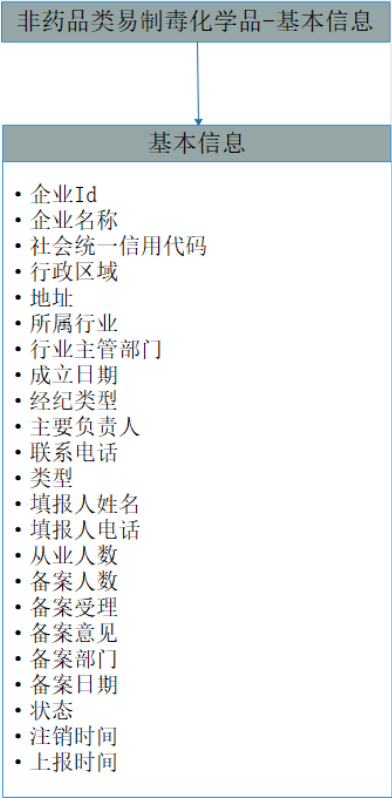 非药品类易制毒化学品-基本信息
基本信息
• 企业Id
• 企业名称
• 社会统一信用代码
• 行政区域
• 地址
• 所属行业
• 行业主管部门
• 成立日期
• 经纪类型
• 主要负责人
• 联系电话
• 类型
• 填报人姓名
• 填报人电话
• 从业人数
• 备案人数
• 备案受理
• 备案意见
• 备案部门
• 备案日期
• 状态
• 注销时间
• 上报时间